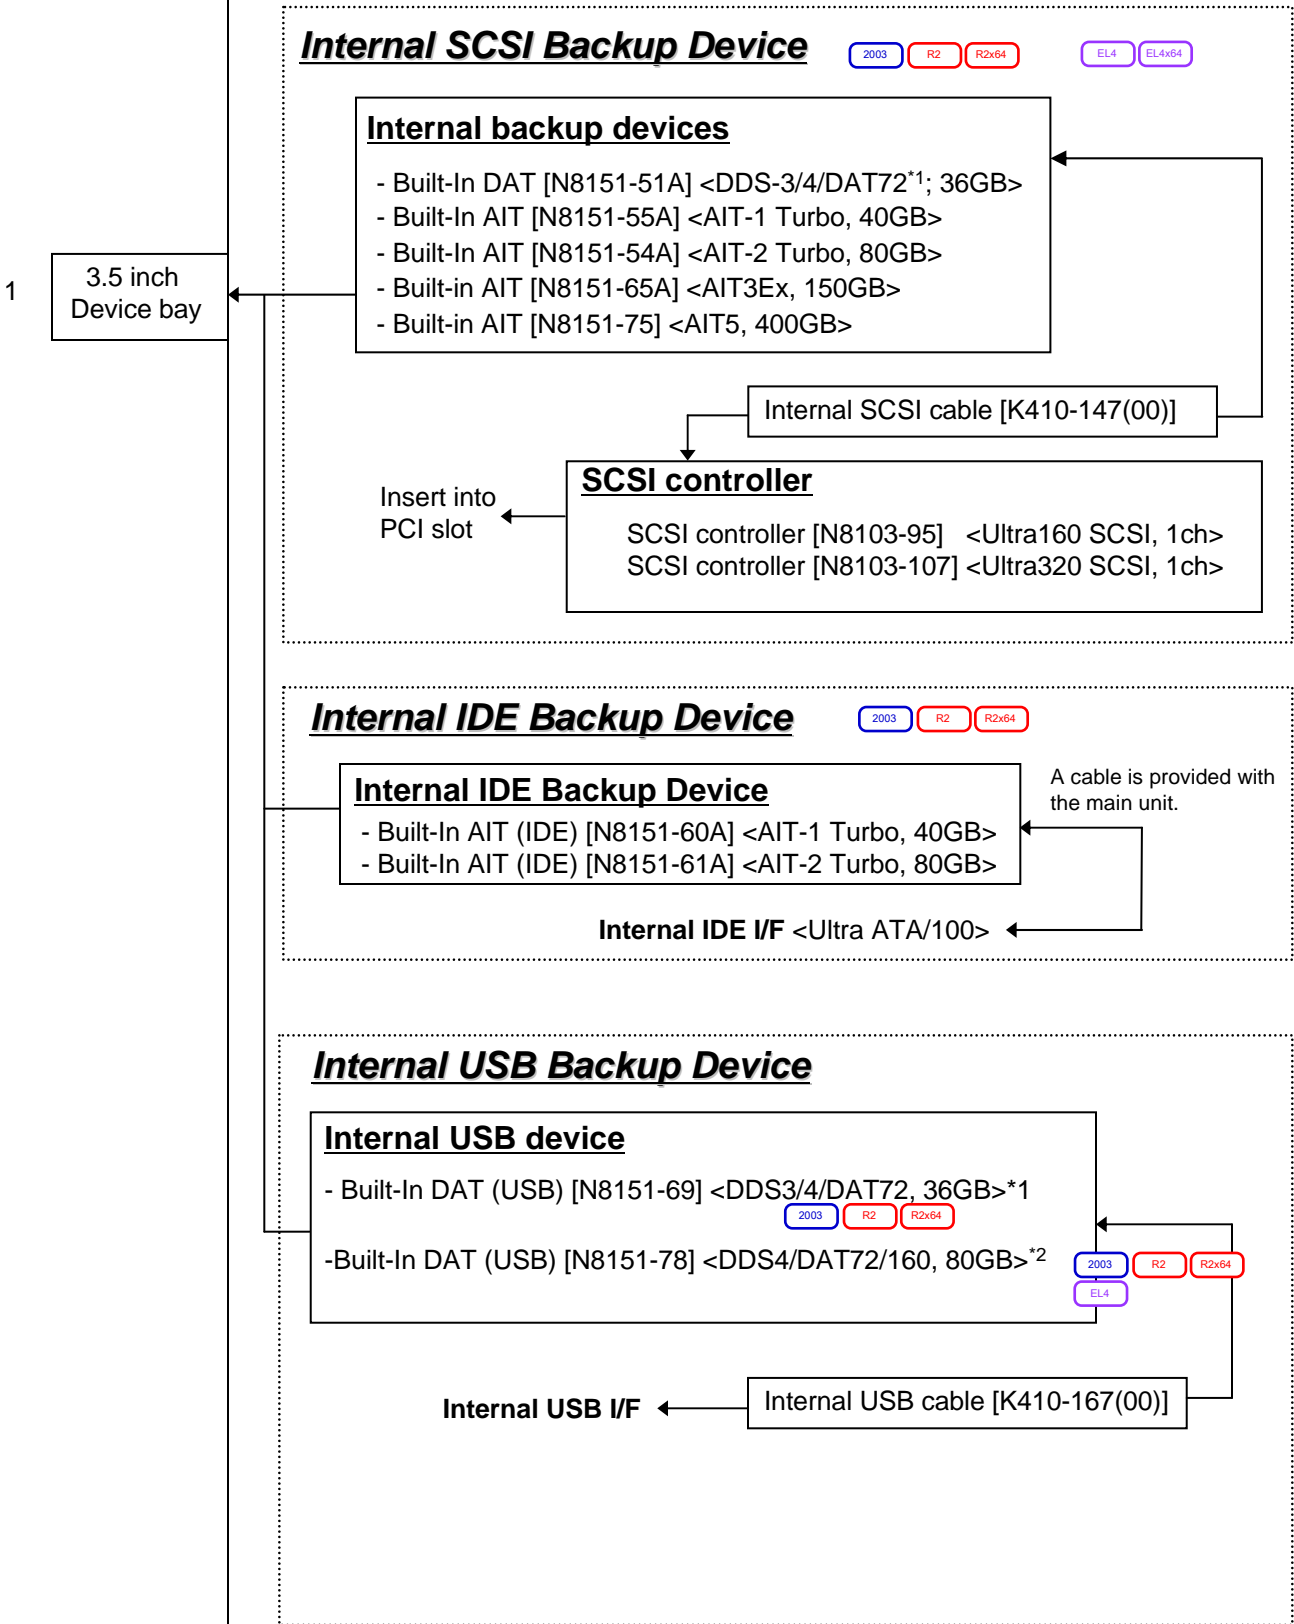 Internal SCSI Backup Device 2003 R2 R2x64 EL4 EL4x64
Internal backup devices
- Built-In DAT [N8151-51A] <DDS-3/4/DAT72*1; 36GB>
- Built-In AIT [N8151-55A] <AIT-1 Turbo, 40GB>
- Built-In AIT [N8151-54A] <AIT-2 Turbo, 80GB>
- Built-in AIT [N8151-65A] <AIT3Ex, 150GB>
- Built-in AIT [N8151-75] <AIT5, 400GB>
1
3.5 inch
Device bay
Internal SCSI cable [K410-147(00)]
SCSI controller
Insert into
PCI slot
SCSI controller [N8103-95] <Ultra160 SCSI, 1ch>
SCSI controller [N8103-107] <Ultra320 SCSI, 1ch>
Internal IDE Backup Device 2003 R2 R2x64
Internal IDE Backup Device
- Built-In AIT (IDE) [N8151-60A] <AIT-1 Turbo, 40GB>
- Built-In AIT (IDE) [N8151-61A] <AIT-2 Turbo, 80GB>
A cable is provided with
the main unit.
Internal IDE I/F <Ultra ATA/100>
Internal USB Backup Device
Internal USB device
- Built-In DAT (USB) [N8151-69] <DDS3/4/DAT72, 36GB>*1
2003 R2 R2x64
-Built-In DAT (USB) [N8151-78] <DDS4/DAT72/160, 80GB>*2
2003 R2 R2x64
EL4
Internal USB I/F
Internal USB cable [K410-167(00)]